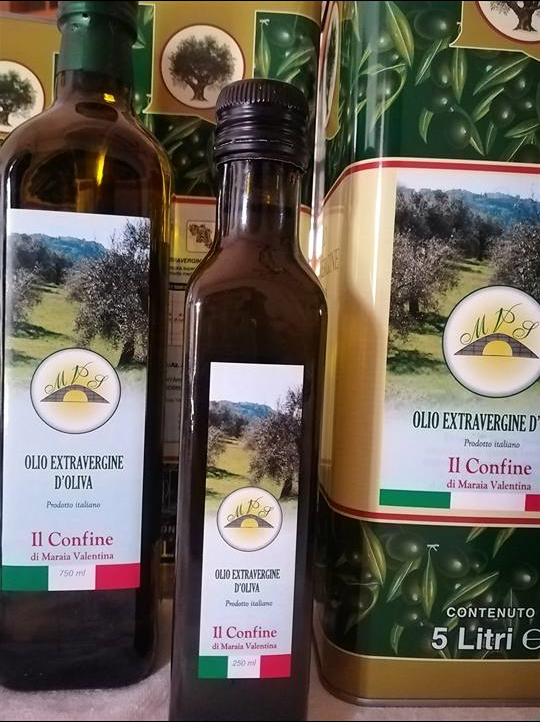 MPS
OLIO EXTRAVERGINE
D'OLIVA
Prodotto italiano
Il Confine
di Maraia Valentina
750 ml
MPS
OLIO EXTRAVERGINE
D'OLIVA
Prodotto italiano
Il Confine
di Maraia Valentina
250 ml
MPS
OLIO EXTRAVERGINE D'
Prodotto italiano
Il Confine
di Maraia Valentina
CONTENUTO
5 Litri e